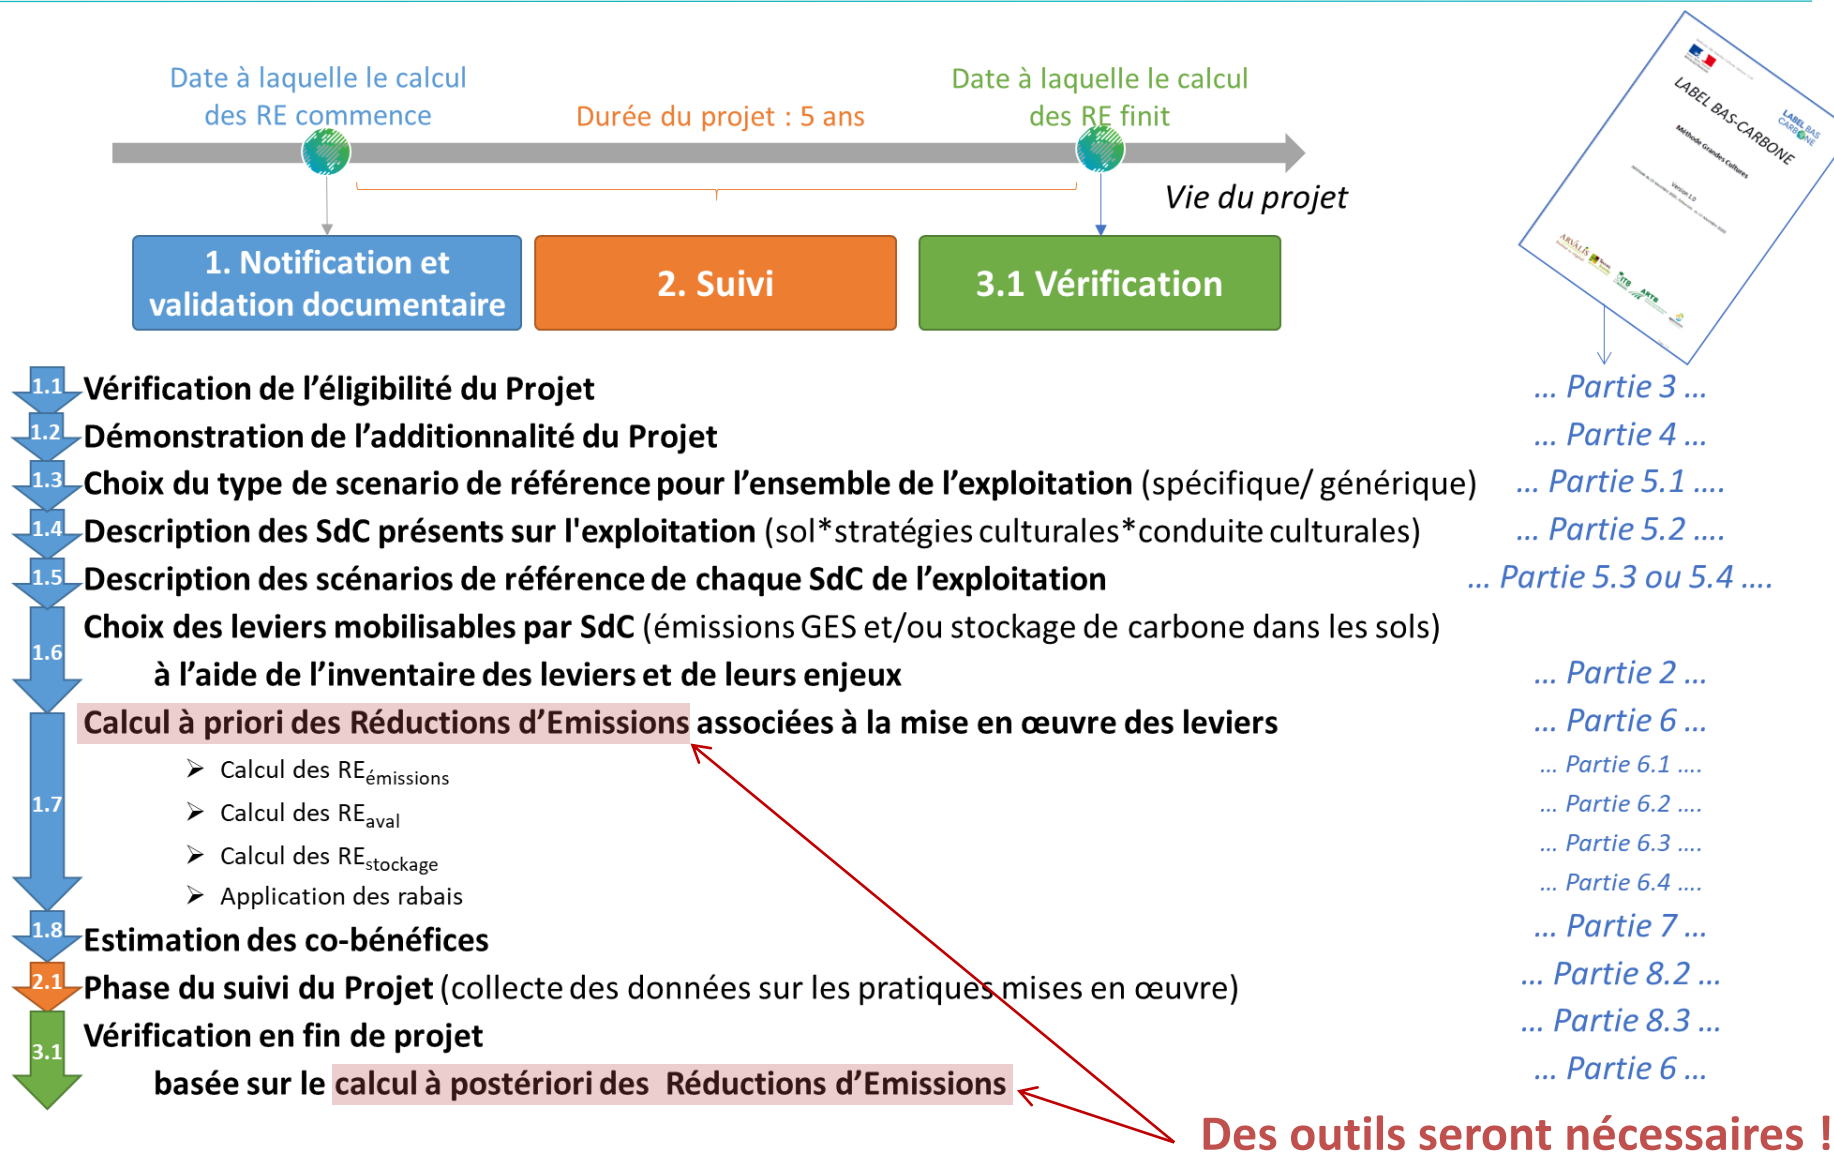 Date à laquelle le calcul
des RE commence
Durée du projet : 5 ans
Date à laquelle le calcul
des RE finit
Vie du projet
LABEL BAS-CARBONE
LABEL BAS
CARBONE
Méthode Grandes Cultures
Version 1.0
ARVALIS
ITB
ARTB
1. Notification et
validation documentaire
2. Suivi
3.1 Vérification
1.1 Vérification de l’éligibilité du Projet ... Partie 3 ...
1.2 Démonstration de l’additionnalité du Projet ... Partie 4 ...
1.3 Choix du type de scenario de référence pour l’ensemble de l’exploitation (spécifique/ générique) ... Partie 5.1 ....
1.4 Description des SdC présents sur l'exploitation (sol*stratégies culturales*conduite culturales) ... Partie 5.2 ....
1.5 Description des scénarios de référence de chaque SdC de l’exploitation ... Partie 5.3 ou 5.4 ....
1.6 Choix des leviers mobilisables par SdC (émissions GES et/ou stockage de carbone dans les sols)
à l’aide de l’inventaire des leviers et de leurs enjeux ... Partie 2 ...
Calcul à priori des Réductions d’Emissions associées à la mise en œuvre des leviers ... Partie 6 ...
1.7
➢ Calcul des REémissions ... Partie 6.1 ....
➢ Calcul des REaval ... Partie 6.2 ....
➢ Calcul des REstockage ... Partie 6.3 ....
➢ Application des rabais ... Partie 6.4 ....
1.8 Estimation des co-bénéfices ... Partie 7 ...
2.1 Phase du suivi du Projet (collecte des données sur les pratiques mises en œuvre) ... Partie 8.2 ...
3.1 Vérification en fin de projet ... Partie 8.3 ...
basée sur le calcul à postériori des Réductions d’Emissions ... Partie 6 ...
Des outils seront nécessaires !